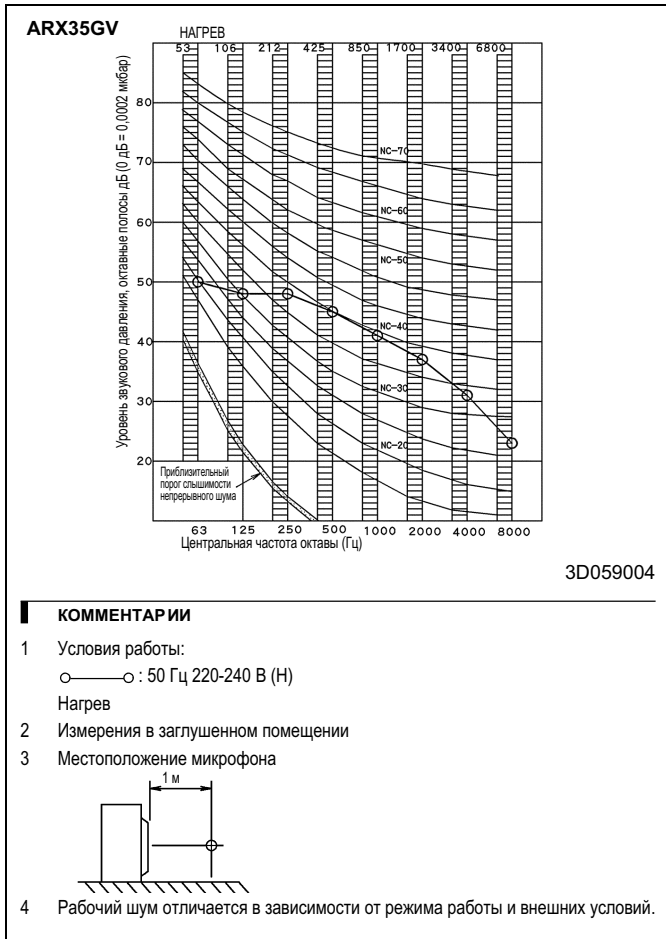 ARX35GV
НАГРЕВ
53 106 212 425 850 1700 3400 6800
Уровень звукового давления, октавные полосы дБ (0 дБ = 0,0002 мкбар)
80
70
60
50
40
30
20
NC-70
NC-60
NC-50
NC-40
NC-30
NC-20
Приблизительный
порог слышимости
непрерывного шума
63 125 250 500 1000 2000 4000 8000
Центральная частота октавы (Гц)
3D059004
КОММЕНТАРИИ
1 Условия работы:
: 50 Гц 220-240 В (Н)
Нагрев
2 Измерения в заглушенном помещении
3 Местоположение микрофона
1 м
4 Рабочий шум отличается в зависимости от режима работы и внешних условий.